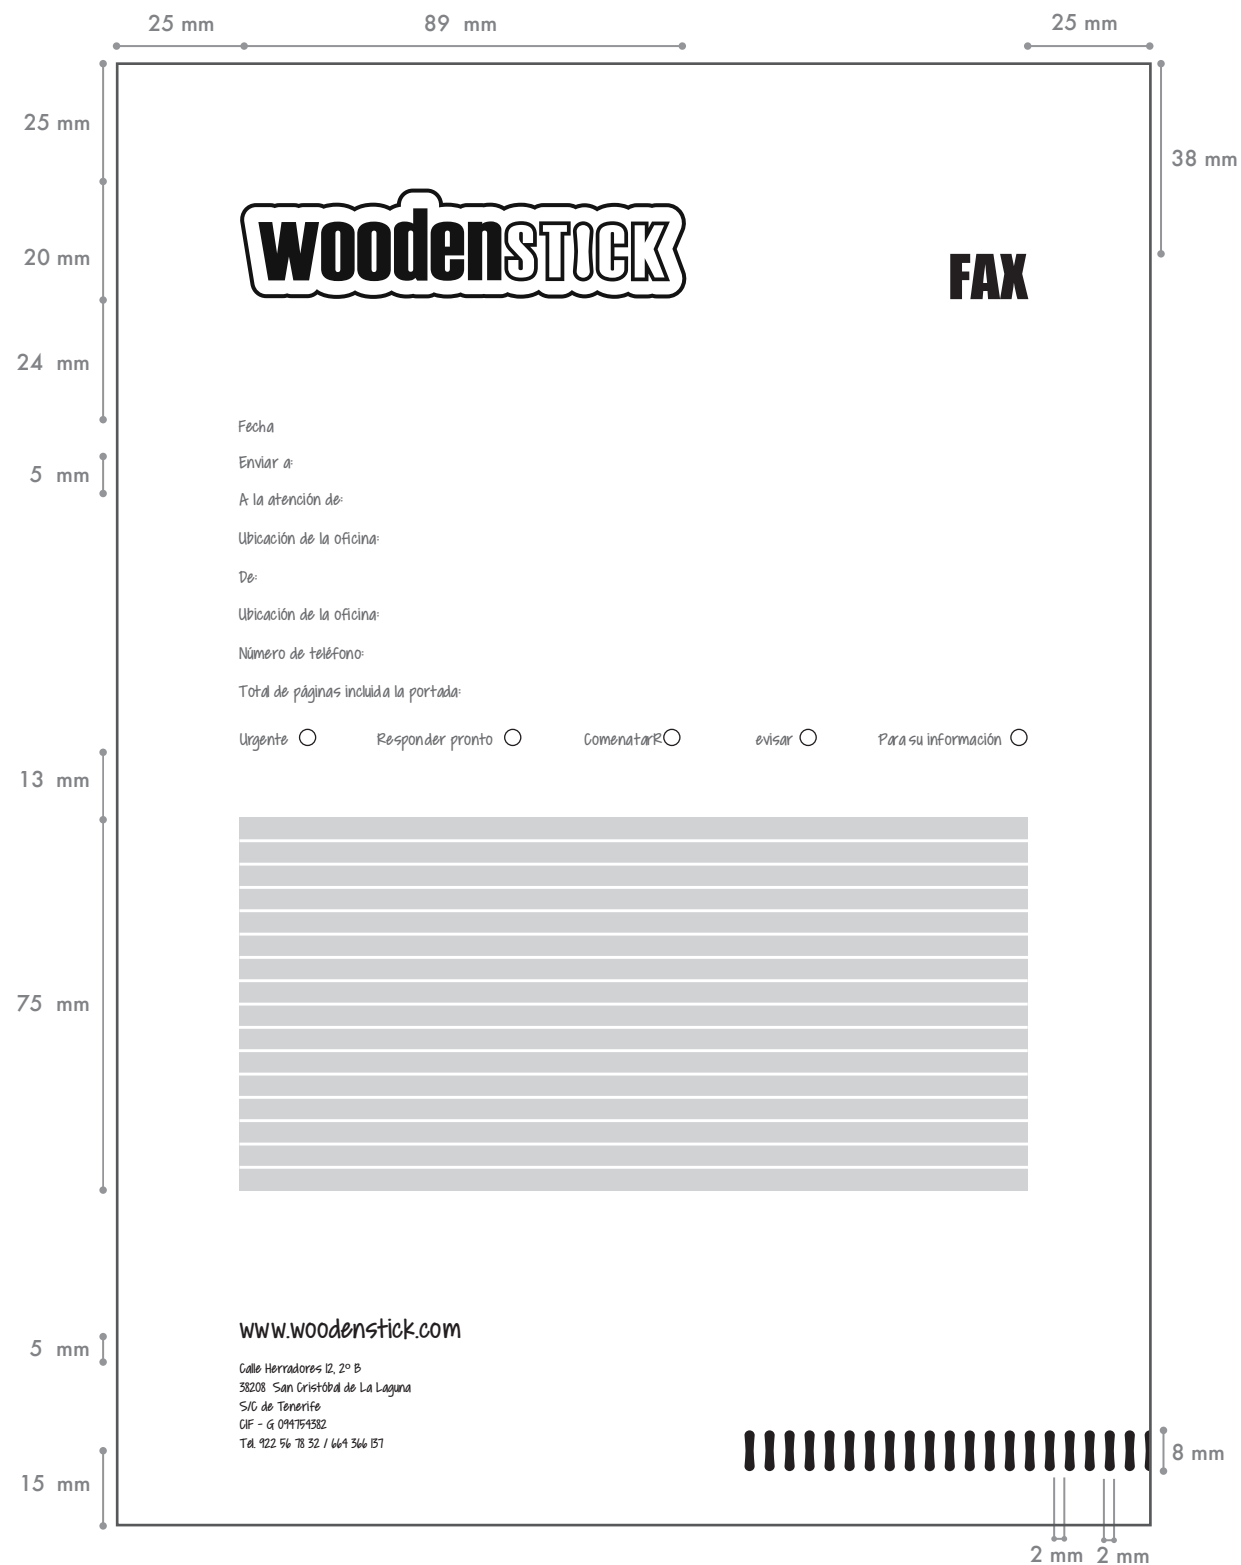 25 mm 89 mm 25 mm
25 mm
38 mm
woodenSTICK
20 mm
FAX
24 mm
Fecha
Enviar a:
5 mm
A la atención de:
Ubicación de la oficina:
De:
Ubicación de la oficina:
Número de teléfono:
Total de páginas incluida la portada:
Urgente Responder pronto ComenatarR evisar Para su información
13 mm
75 mm
www.woodenstick.com
5 mm
Calle Herradores 12, 2º B
38208 San Cristóbal de La Laguna
S/C de Tenerife
CIF - G 094754382
Tel. 922 56 78 32 / 664 366 137
8 mm
15 mm
2 mm 2 mm